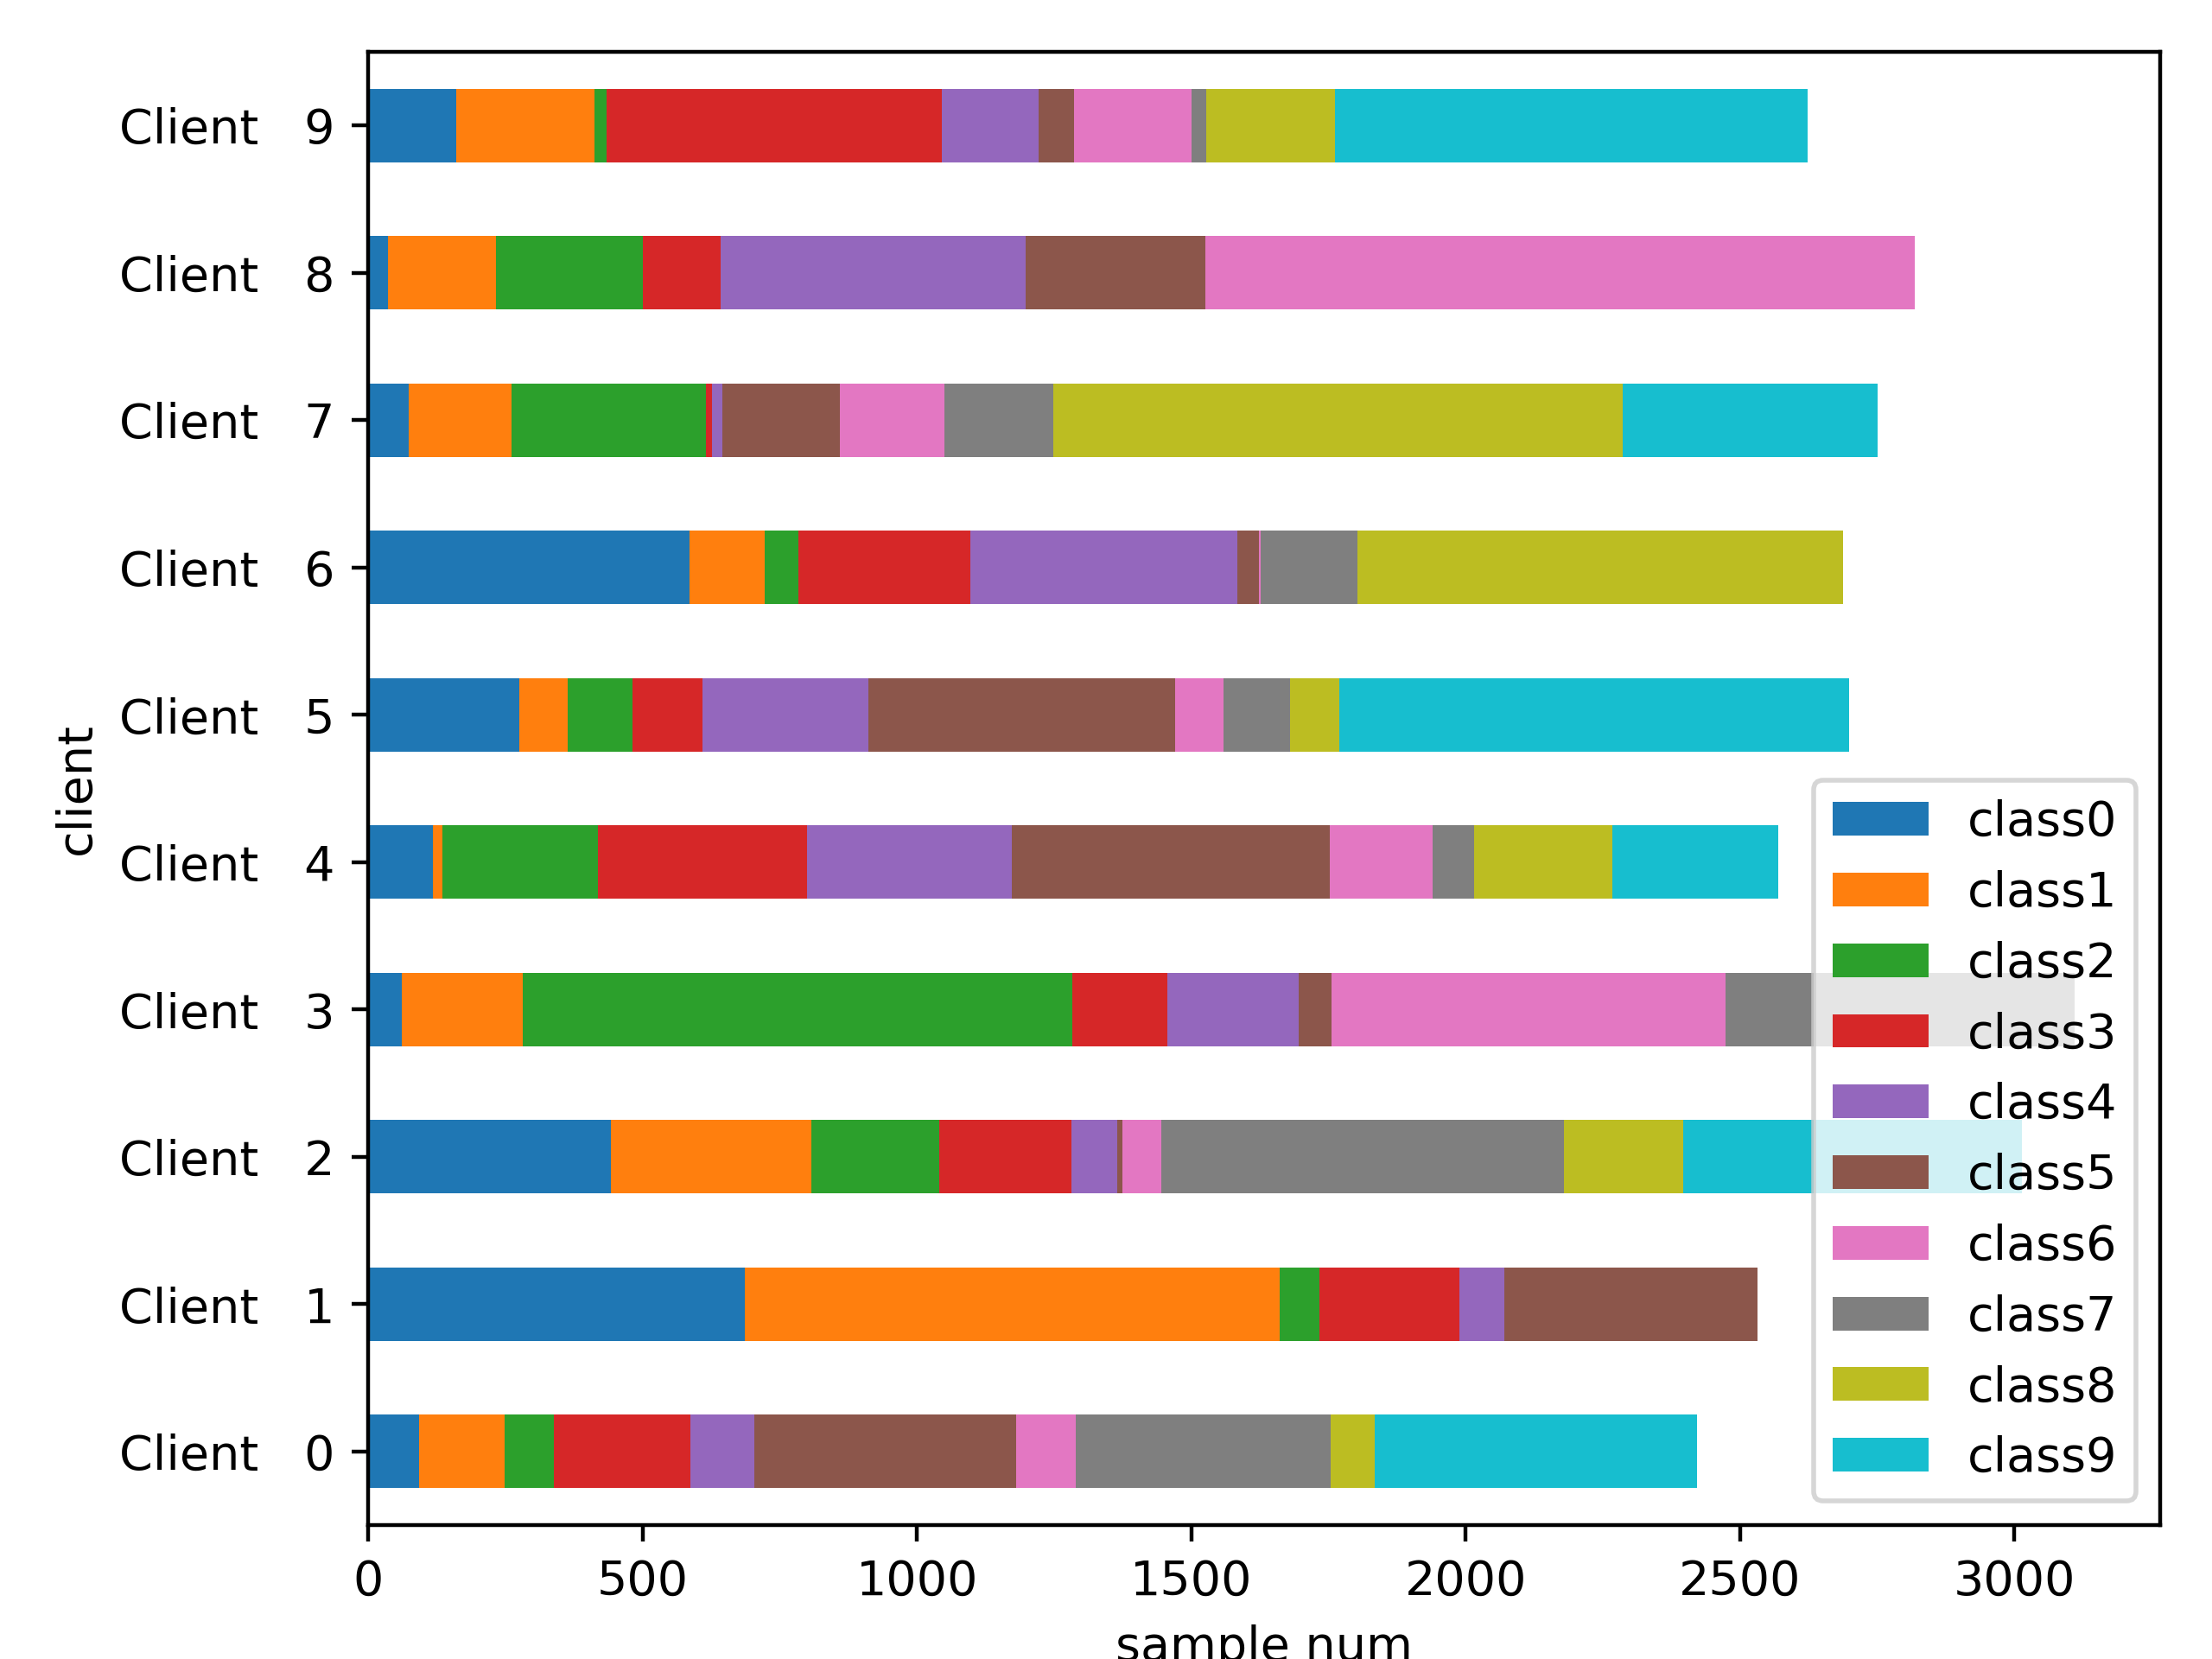 Client 9
Client 8
Client 7
Client 6
Client 5
Client 4
Client 3
Client 2
Client 1
Client 0
client
class0
class1
class2
class3
class4
class5
class6
class7
class8
class9
0 500 1000 1500 2000 2500 3000
sample num